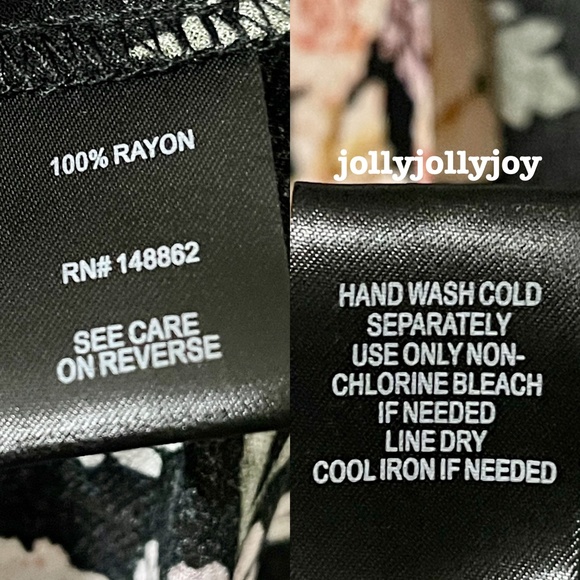 100% RAYON
RN# 148862
SEE CARE
ON REVERSE
jollyjollyjoy
HAND WASH COLD
SEPARATELY
USE ONLY NON-
CHLORINE BLEACH
IF NEEDED
LINE DRY
COOL IRON IF NEEDED